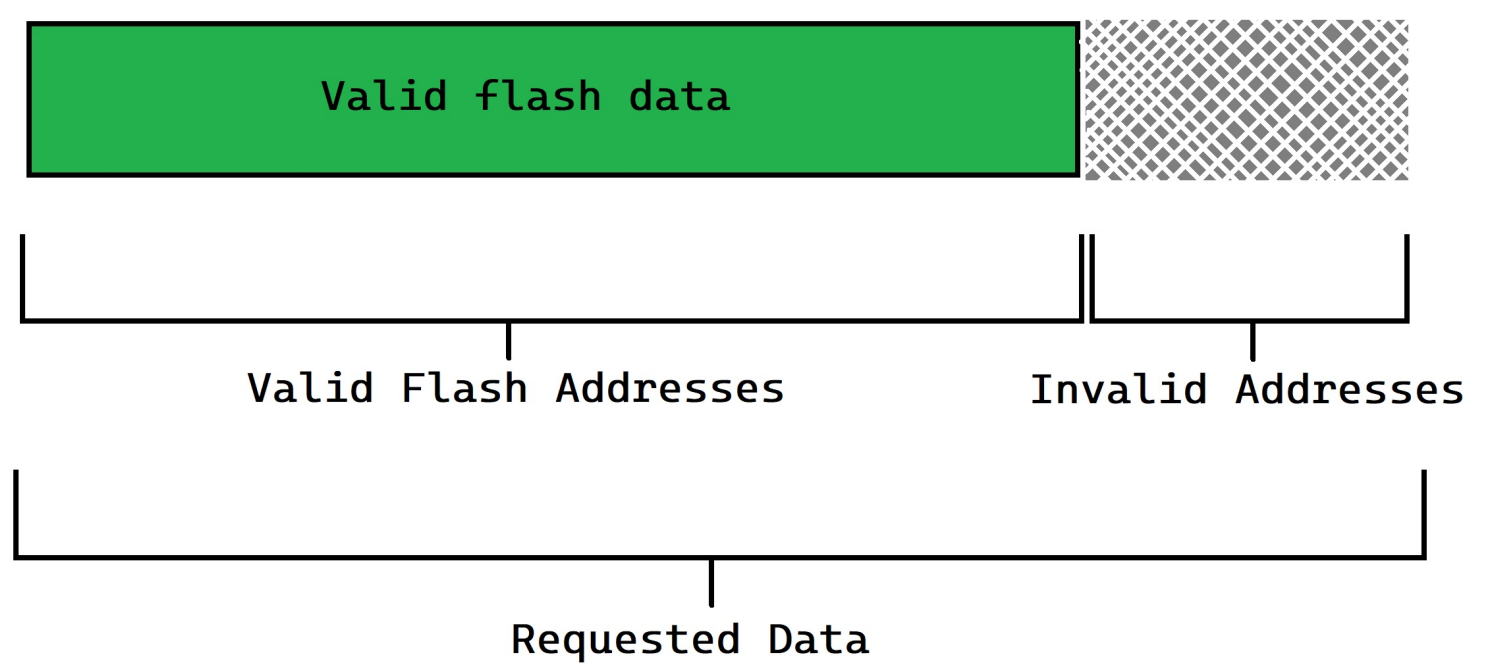 Valid flash data
Valid Flash Addresses
Invalid Addresses
Requested Data